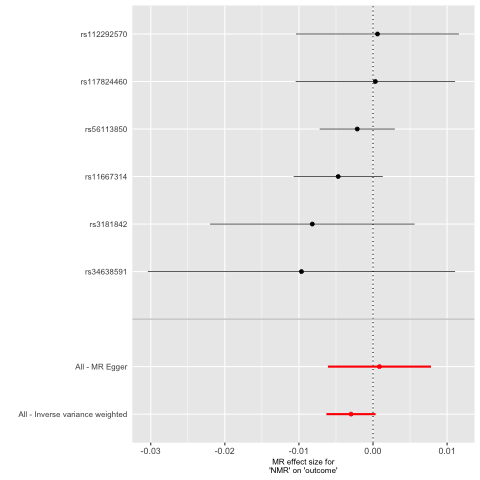 rs112292570
rs117824460
rs56113850
rs11667314
rs3181842
rs34638591
All - MR Egger
All - Inverse variance weighted
-0.03 -0.02 -0.01 0.00 0.01
MR effect size for
'NMR' on 'outcome'